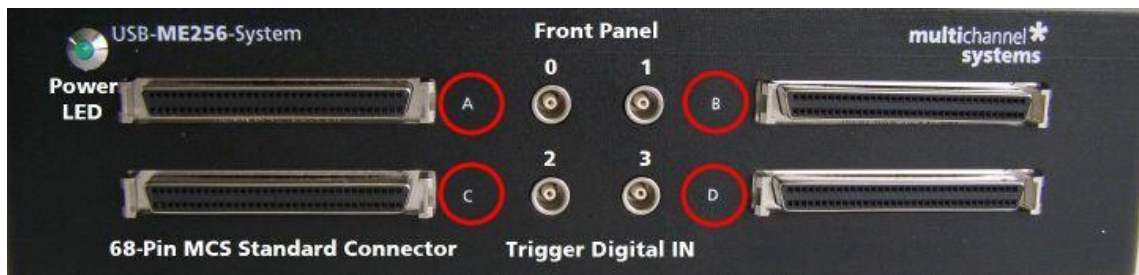 USB-ME256-System
Front Panel
multichannel*
systems
Power
LED
0
1
A
B
2
3
C
D
68-Pin MCS Standard Connector
Trigger Digital IN